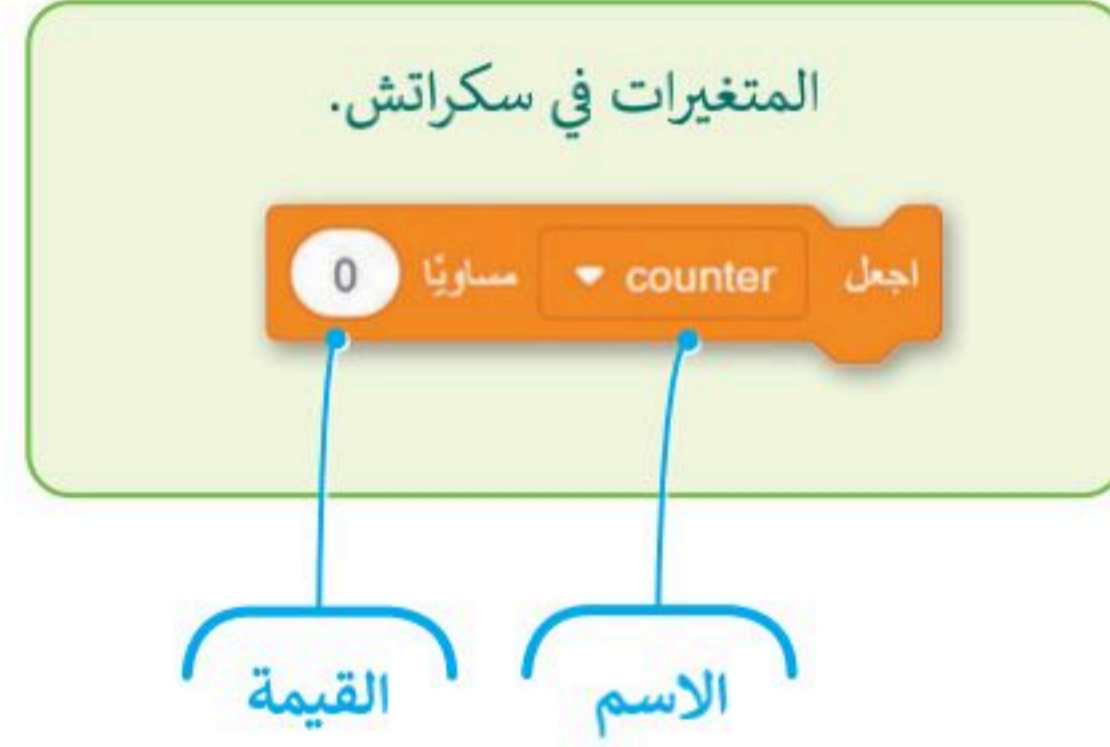 المتغيرات في سكراتش.
اجعل counter مساويًا 0
الاسم
القيمة